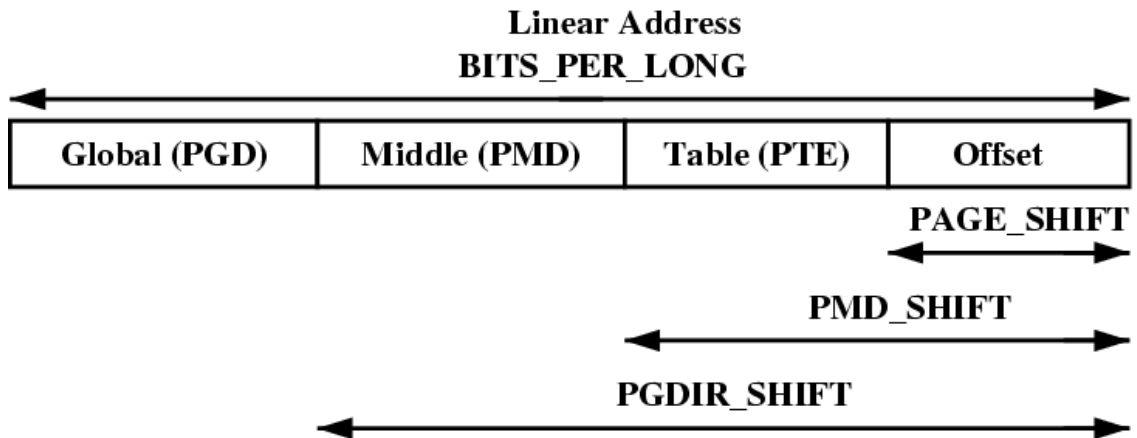 Linear Address
BITS_PER_LONG
Global (PGD) Middle (PMD) Table (PTE) Offset
PAGE_SHIFT
PMD_SHIFT
PGDIR_SHIFT